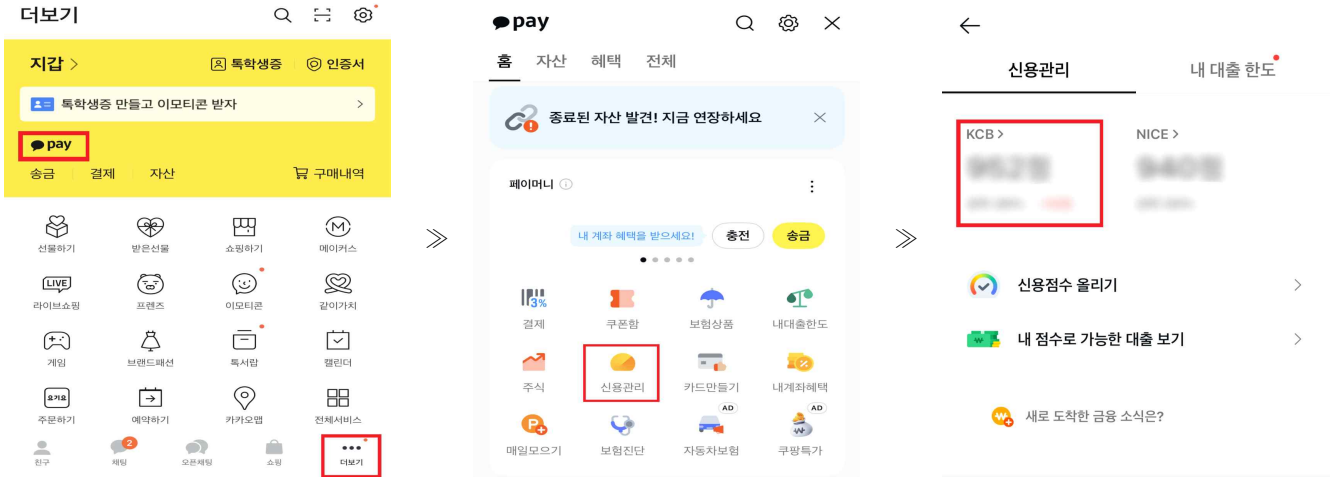 더보기
지갑 >
톡학생증
인증서
톡학생증 만들고 이모티콘 받자 >
pay
송금 결제 자산
구매내역
선물하기 받은선물 쇼핑하기 메이커스
LIVE
라이브쇼핑 프렌즈 이모티콘 같이가치
게임 브랜드패션 톡서랍 캘린더
요기요
주문하기 예약하기 카카오맵 전체서비스
2
친구 채팅 오픈채팅 쇼핑 더보기
≫
pay
홈 자산 혜택 전체
종료된 자산 발견! 지금 연장하세요
페이머니
내 계좌 혜택을 받으세요! 충전 송금
3%
결제 쿠폰함 보험상품 내대출한도
주식 신용관리 카드만들기 내계좌혜택
AD AD
매일모으기 보험진단 자동차보험 쿠팡특가
≫
신용관리 내 대출 한도
KCB > NICE >
신용점수 올리기 >
내 점수로 가능한 대출 보기 >
새로 도착한 금융 소식은?